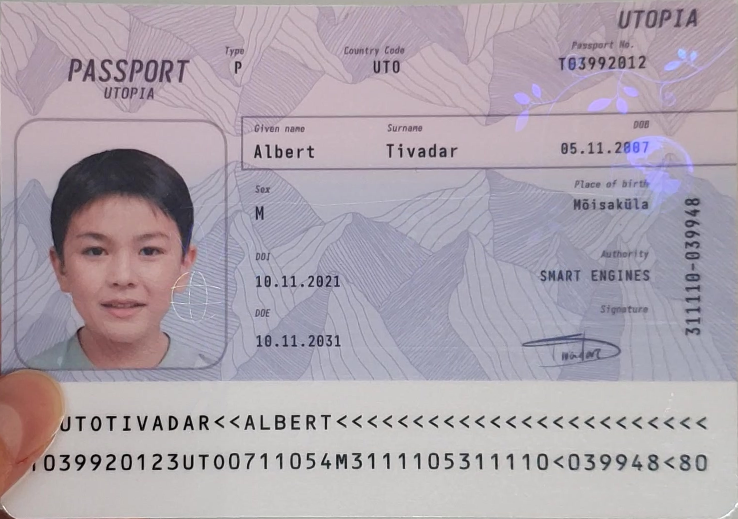 UTOPIA
PASSPORT
UTOPIA
Type
P
Country Code
UTO
Passport No.
T03992012
Given name
Albert
Surname
Tivadar
DOB
05.11.2007
Sex
M
Place of birth
Mõisaküla
DOI
10.11.2021
Authority
SMART ENGINES
DOE
10.11.2031
Signature
Tivadar
311110-039948
UTOTIVADAR<<ALBERT<<<<<<<<<<<<<<<<<<<<<<<<<
T039920123UTO0711054M3111105311110<039948<80